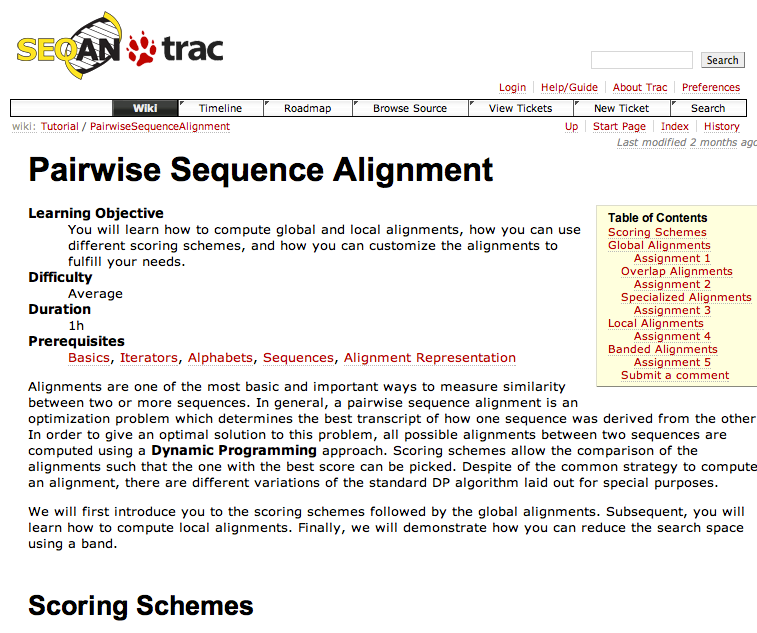 SEQAN trac
Search
Login Help/Guide About Trac Preferences
Wiki Timeline Roadmap Browse Source View Tickets New Ticket Search
wiki: Tutorial / PairwiseSequenceAlignment
Up Start Page Index History
Last modified 2 months ago
Pairwise Sequence Alignment
Learning Objective
You will learn how to compute global and local alignments, how you can use
different scoring schemes, and how you can customize the alignments to
fulfill your needs.
Difficulty
Average
Duration
1h
Prerequisites
Basics, Iterators, Alphabets, Sequences, Alignment Representation
Table of Contents
Scoring Schemes
Global Alignments
Assignment 1
Overlap Alignments
Assignment 2
Specialized Alignments
Assignment 3
Local Alignments
Assignment 4
Banded Alignments
Assignment 5
Submit a comment
Alignments are one of the most basic and important ways to measure similarity
between two or more sequences. In general, a pairwise sequence alignment is an
optimization problem which determines the best transcript of how one sequence was derived from the other
In order to give an optimal solution to this problem, all possible alignments between two sequences are
computed using a Dynamic Programming approach. Scoring schemes allow the comparison of the
alignments such that the one with the best score can be picked. Despite of the common strategy to compute
an alignment, there are different variations of the standard DP algorithm laid out for special purposes.
We will first introduce you to the scoring schemes followed by the global alignments. Subsequent, you will
learn how to compute local alignments. Finally, we will demonstrate how you can reduce the search space
using a band.
Scoring Schemes